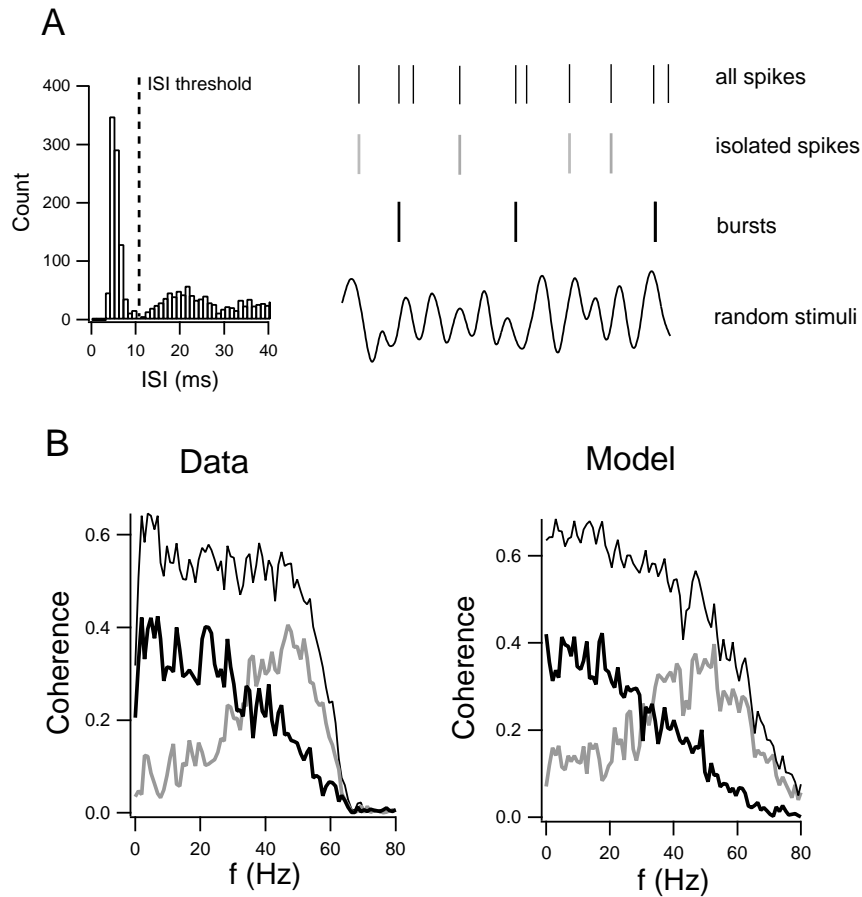 A
ISI threshold
400
300
200
100
0
Count
0 10 20 30 40
ISI (ms)
all spikes
isolated spikes
bursts
random stimuli
B
Data
0.6
0.4
0.2
0.0
Coherence
0 20 40 60 80
f (Hz)
Model
0.6
0.4
0.2
0.0
Coherence
0 20 40 60 80
f (Hz)